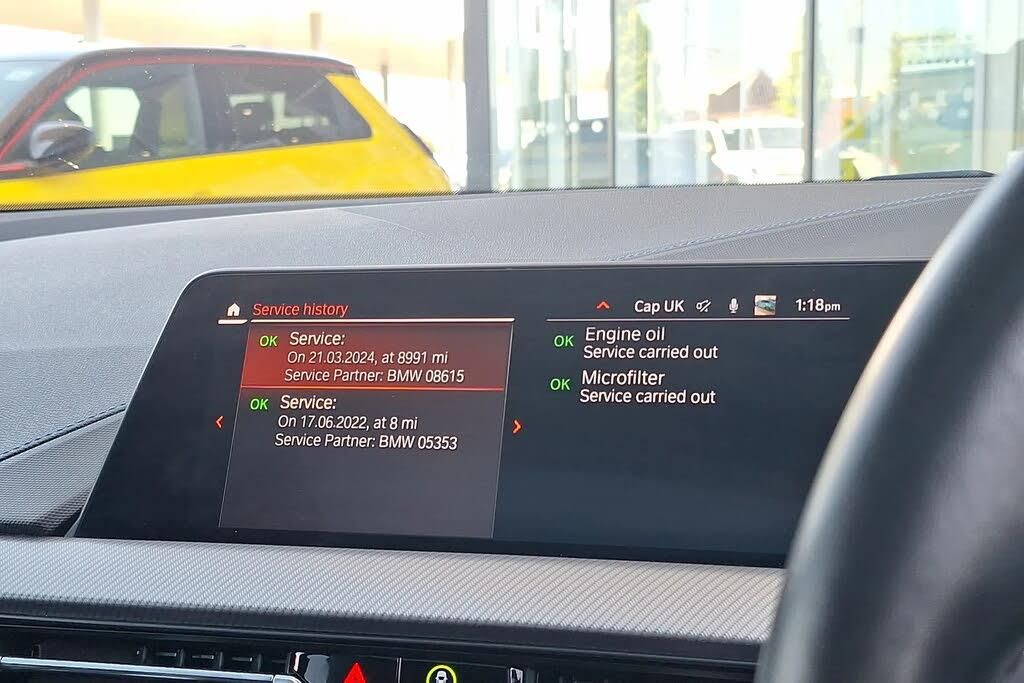 Service history
Cap UK
1:18pm
OK Service:
On 21.03.2024, at 8991 mi
Service Partner: BMW 08615
OK Service:
On 17.06.2022, at 8 mi
Service Partner: BMW 05353
OK Engine oil
Service carried out
OK Microfilter
Service carried out